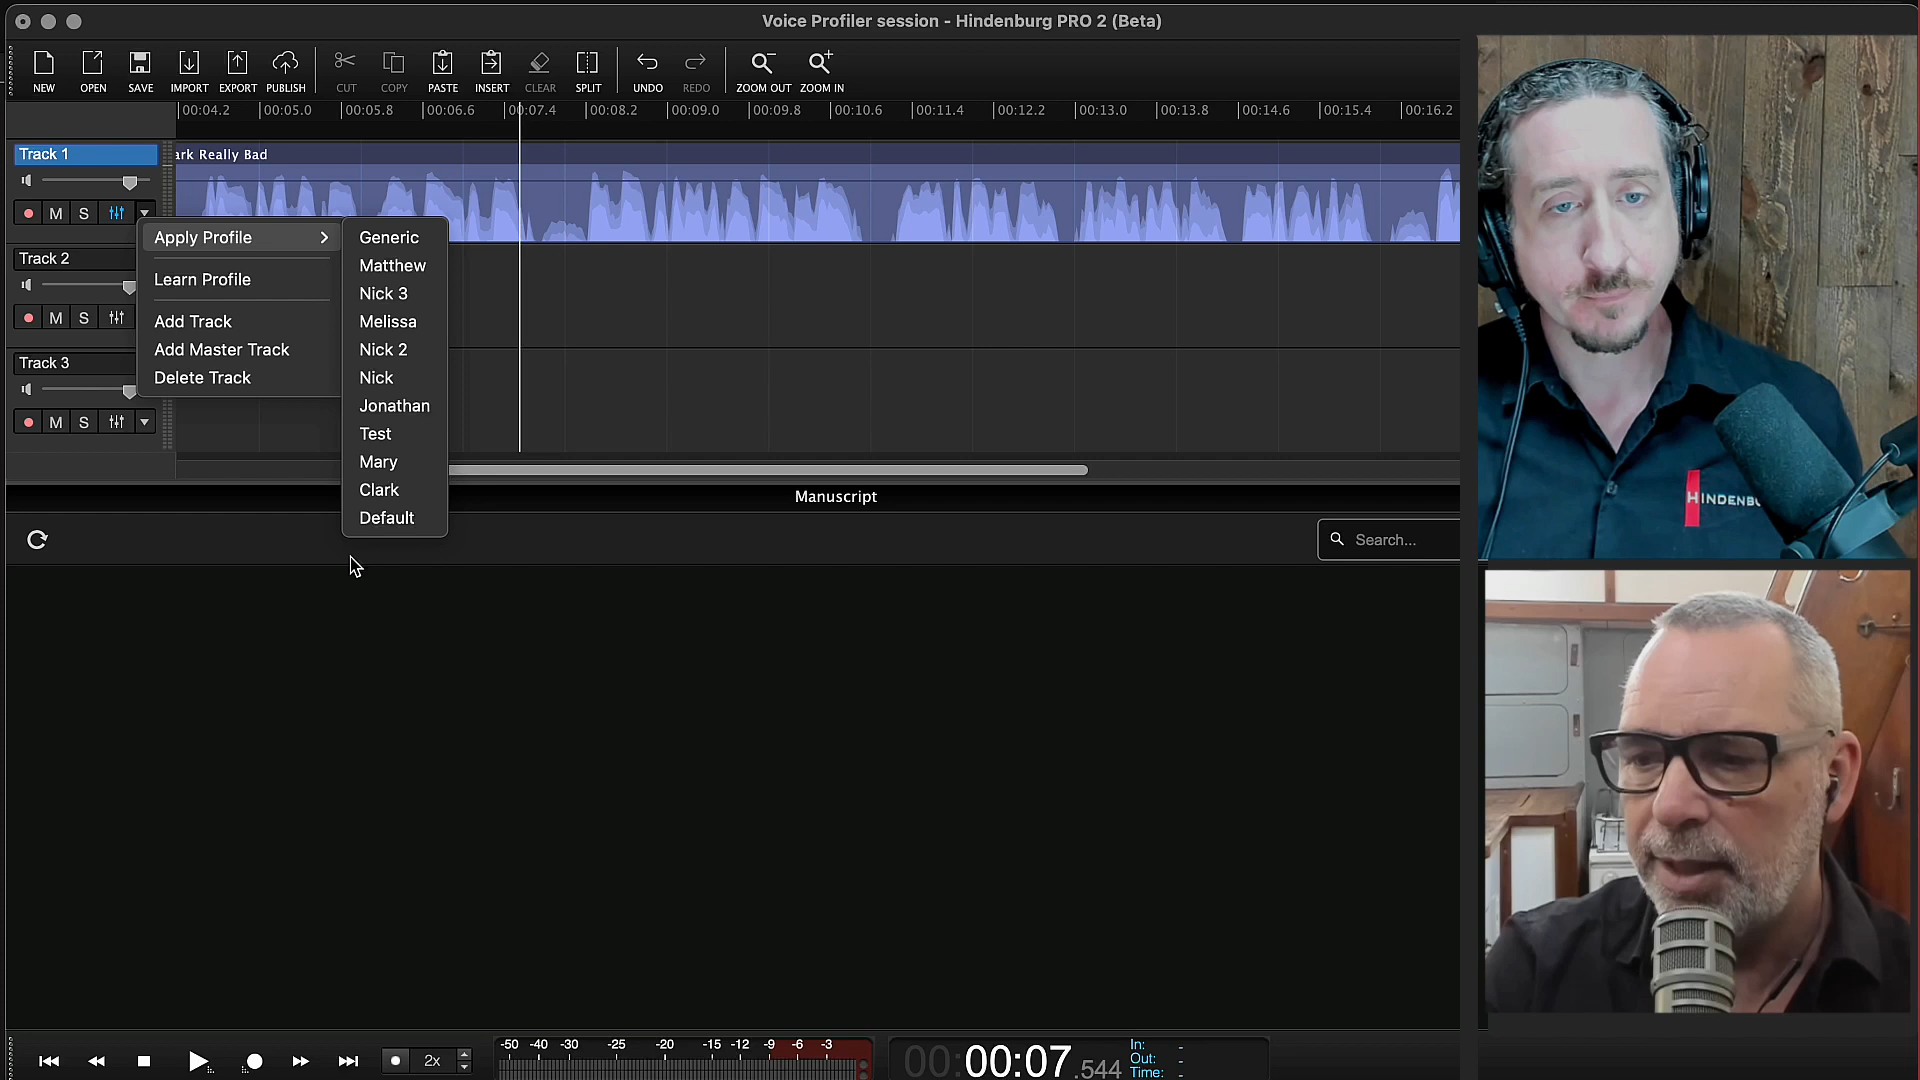 Voice Profiler session - Hindenburg PRO 2 (Beta)
NEW OPEN SAVE IMPORT EXPORT PUBLISH CUT COPY PASTE INSERT CLEAR SPLIT UNDO REDO ZOOM OUT ZOOM IN
00:04.2 00:05.0 00:05.8 00:06.6 00:07.4 00:08.2 00:09.0 00:09.8 00:10.6 00:11.4 00:12.2 00:13.0 00:13.8 00:14.6 00:15.4 00:16.2
Track 1
ark Really Bad
M S
Apply Profile
Learn Profile
Add Track
Add Master Track
Delete Track
Generic
Matthew
Nick 3
Melissa
Nick 2
Nick
Jonathan
Test
Mary
Clark
Default
Track 2
M S
Track 3
M S
Manuscript
Search...
HINDENBU
2x
-50 -40 -30 -25 -20 -15 -12 -9 -6 -3
00:00:07.544
In: -
Out: -
Time: -